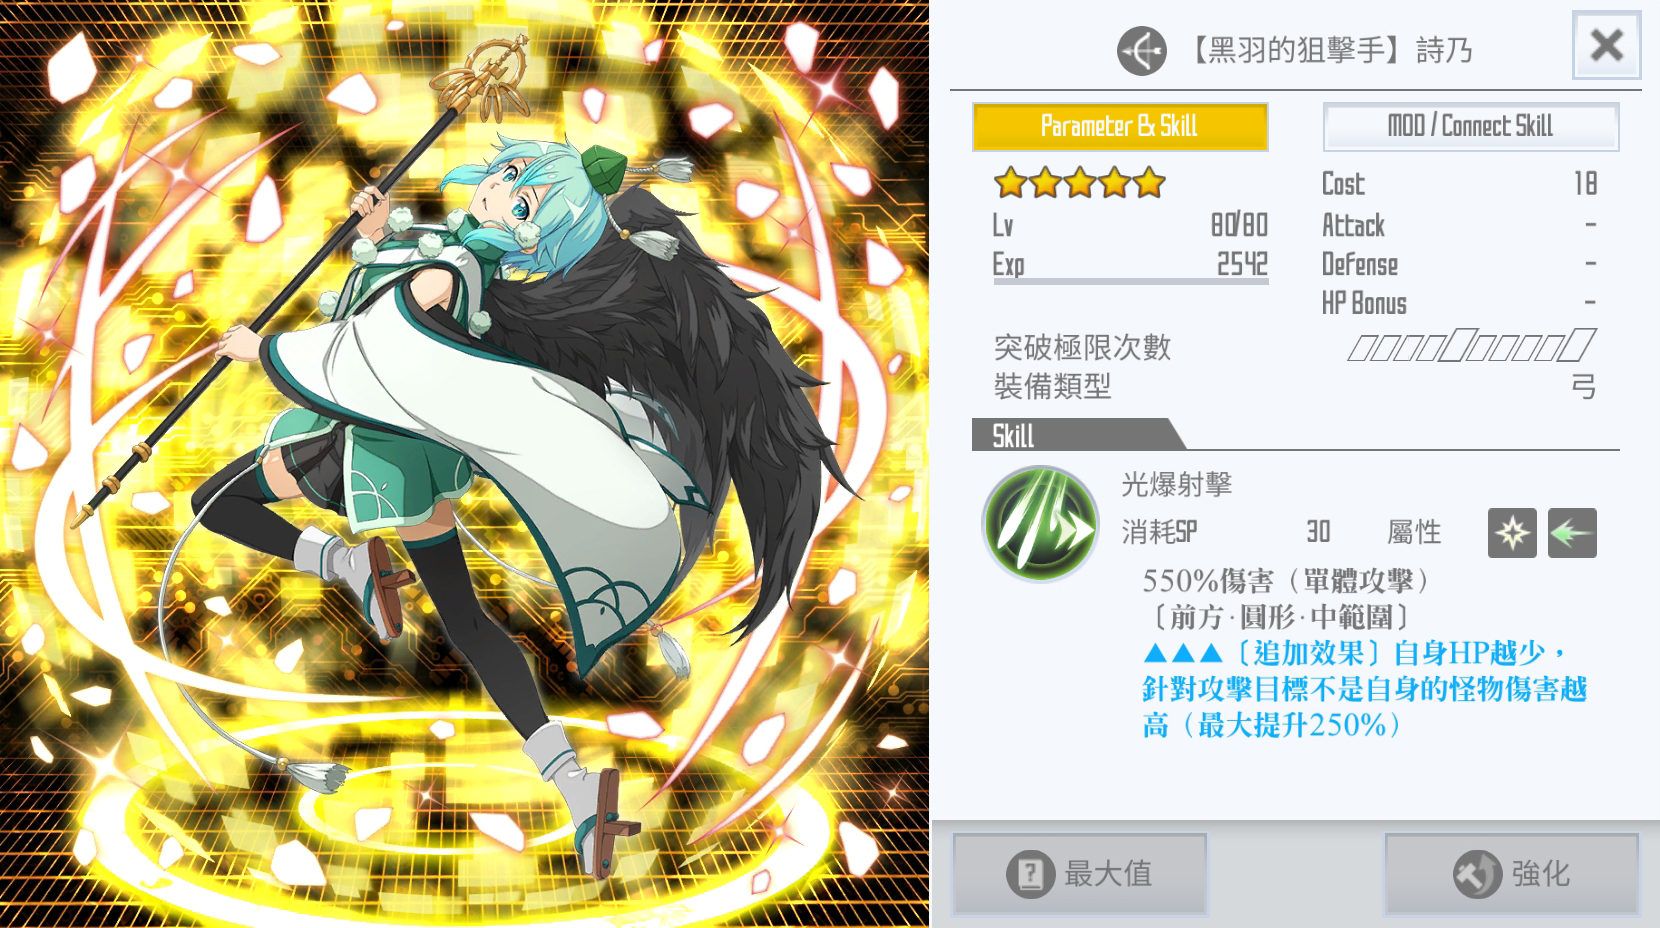 【黑羽的狙擊手】詩乃
Parameter & Skill
MOD / Connect Skill
Lv 80/80
Exp 2542
Cost 18
Attack -
Defense -
HP Bonus -
突破極限次數
裝備類型 弓
Skill
光爆射擊
消耗SP 30 屬性
550%傷害（單體攻擊）
〔前方·圓形·中範圍〕
▲▲▲〔追加效果〕自身HP越少，
針對攻擊目標不是自身的怪物傷害越
高（最大提升250%）
? 最大值
強化